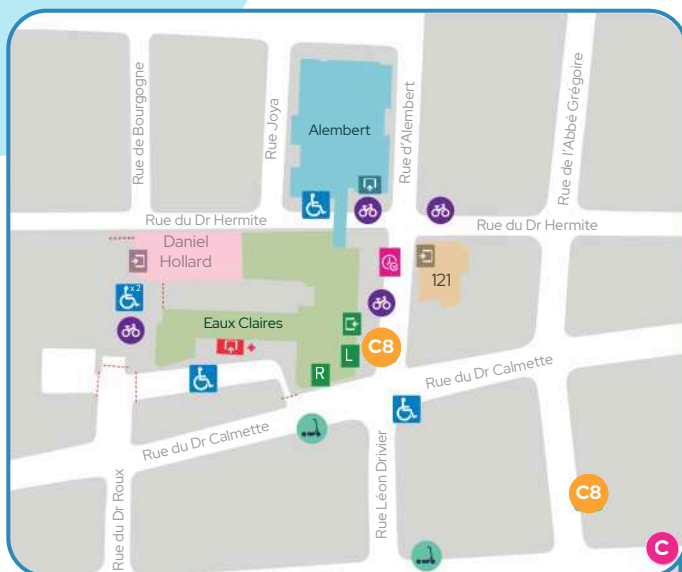 Rue de Bourgogne
Rue Joya
Alembert
Rue d'Alembert
Rue de l'Abbé Grégoire
Rue du Dr Hermite
Rue du Dr Hermite
Daniel
Hollard
121
x2
Eaux Claires
C8
L
R
Rue du Dr Calmette
Rue du Dr Calmette
Rue du Dr Roux
Rue Léon Drivier
C8
C